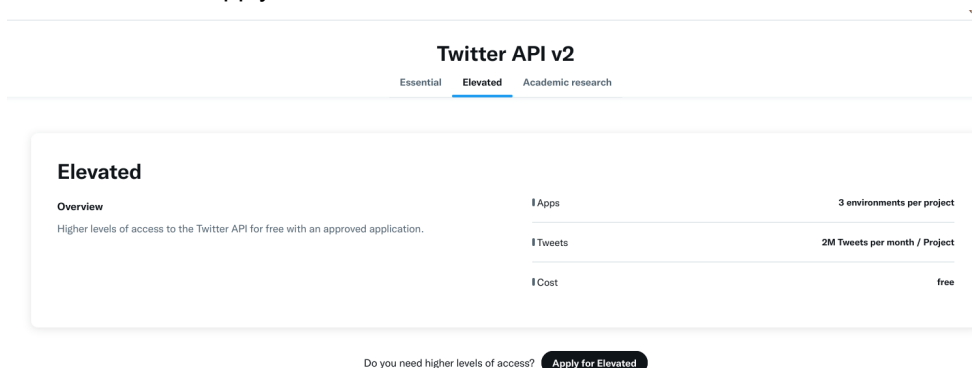 Twitter API v2
Essential Elevated Academic research
Elevated
Overview
Higher levels of access to the Twitter API for free with an approved application.
Apps 3 environments per project
Tweets 2M Tweets per month / Project
Cost free
Do you need higher levels of access? Apply for Elevated